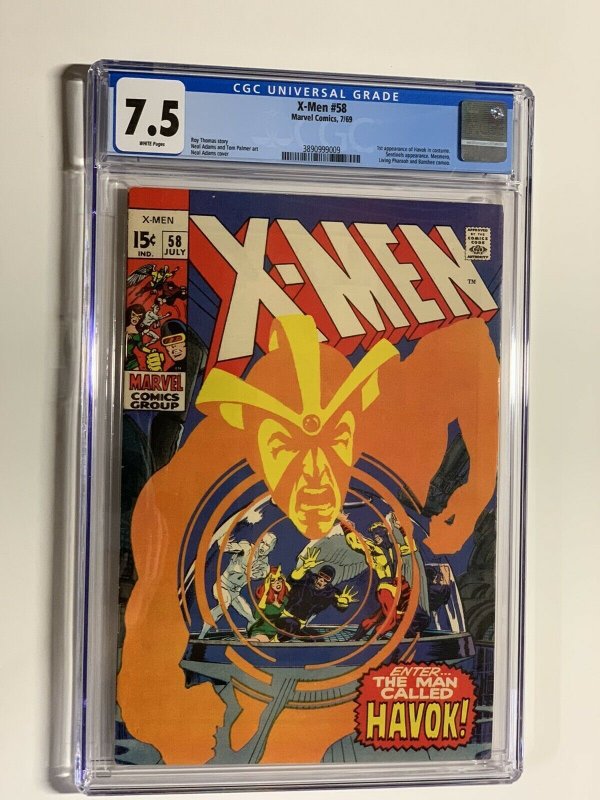 CGC UNIVERSAL GRADE
7.5
WHITE Pages
X-Men #58
Marvel Comics, 7/69
Roy Thomas story
Neal Adams and Tom Palmer art
Neal Adams cover
3890999009
1st appearance of Havok in costume.
Sentinels appearance. Mesmero,
Living Pharaoh and Banshee cameo.
CGC
X-MEN
15¢
IND.
58
JULY
MARVEL
COMICS
GROUP
X-MEN
TM
APPROVED
BY THE
COMICS
CODE
AUTHORITY
ENTER...
THE MAN
CALLED
HAVOK!